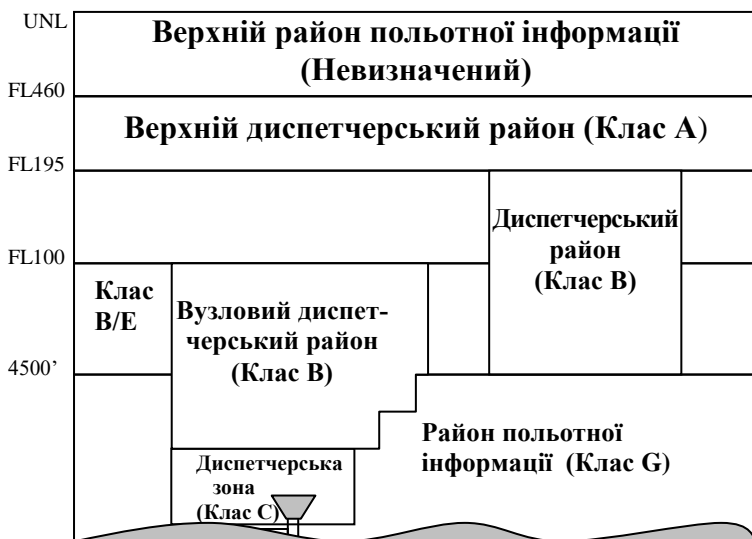 UNL
Верхній район польотної інформації
(Невизначений)
FL460
Верхній диспетчерський район (Клас А)
FL195
Диспетчерський
район
(Клас В)
FL100
Клас
В/Е
Вузловий диспет-
черський район
(Клас В)
4500’
Район польотної
інформації (Клас G)
Диспетчерська
зона
(Клас С)